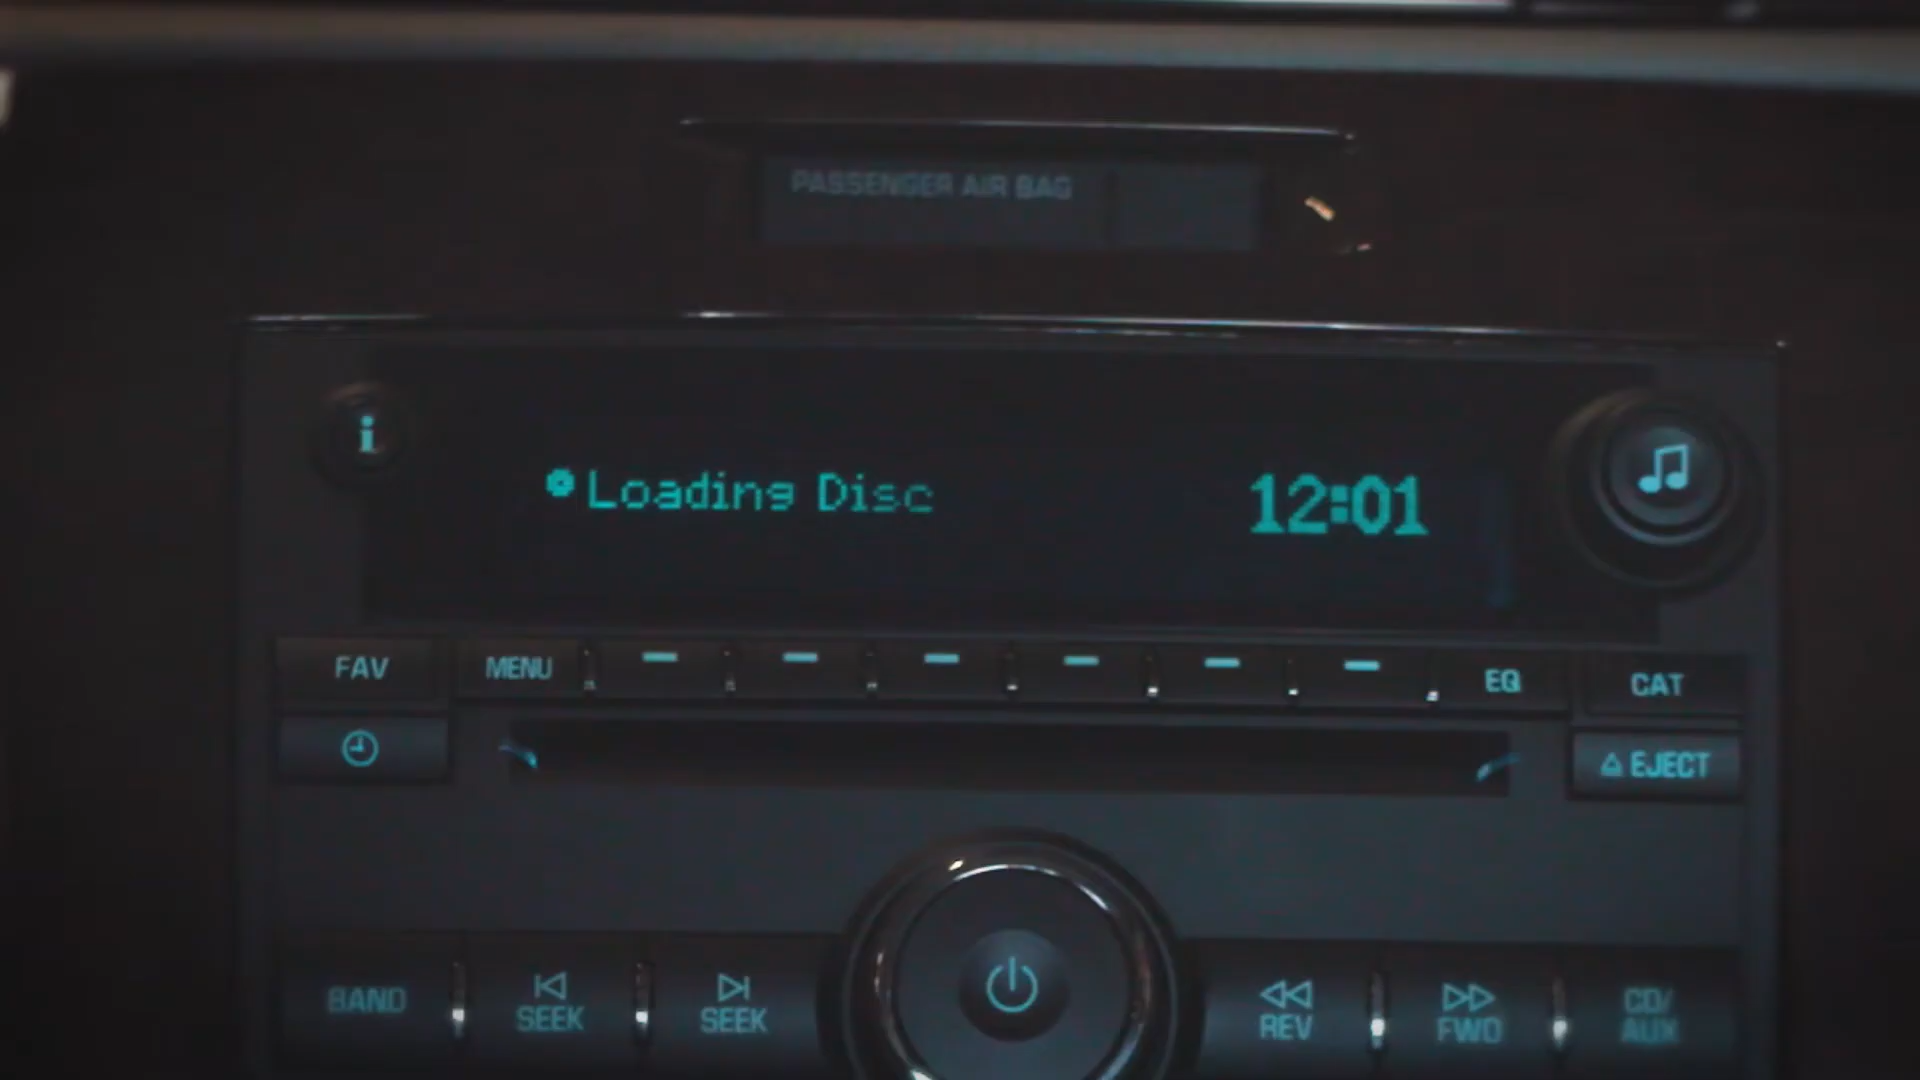 PASSENGER AIR BAG
i
Loading Disc 12:01
FAV MENU EQ CAT
EJECT
BAND SEEK SEEK REV FWD CD/
AUX